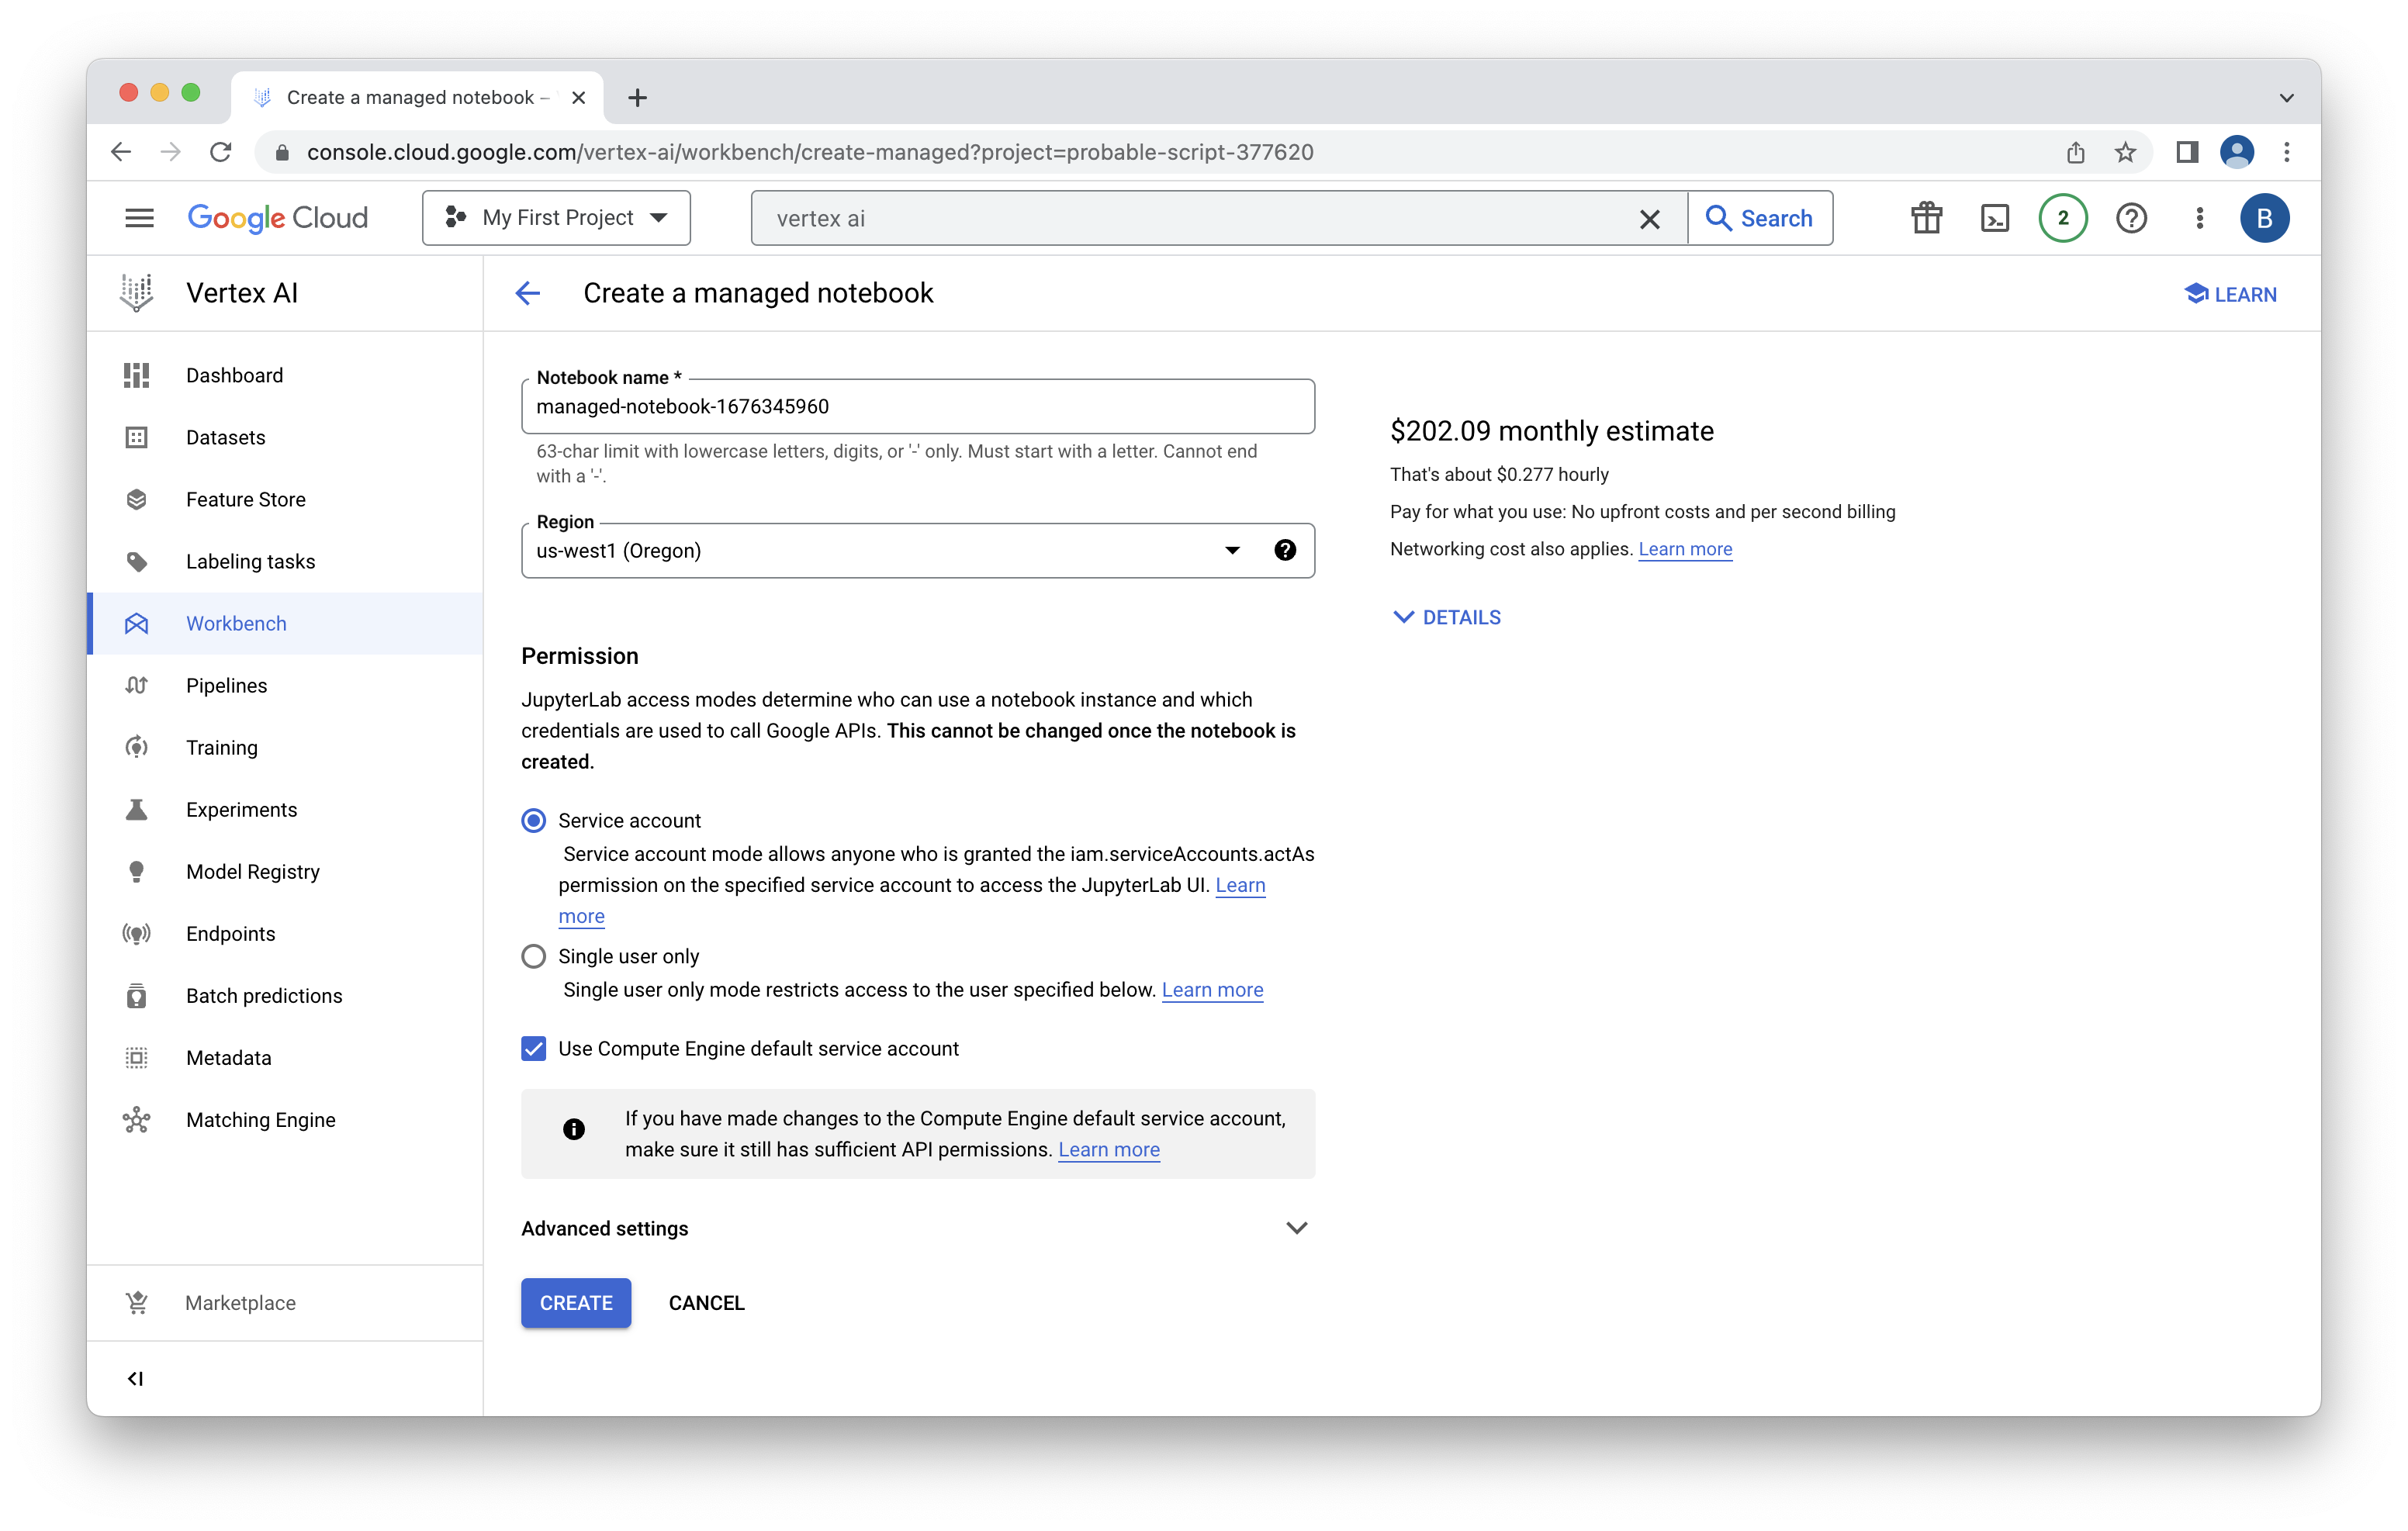 Create a managed notebook –
console.cloud.google.com/vertex-ai/workbench/create-managed?project=probable-script-377620
Google Cloud
My First Project
vertex ai
Search
2
B
Vertex AI
Create a managed notebook
LEARN
Dashboard
Datasets
Feature Store
Labeling tasks
Workbench
Pipelines
Training
Experiments
Model Registry
Endpoints
Batch predictions
Metadata
Matching Engine
Marketplace
Notebook name *
managed-notebook-1676345960
63-char limit with lowercase letters, digits, or '-' only. Must start with a letter. Cannot end
with a '-'.
Region
us-west1 (Oregon)
Permission
JupyterLab access modes determine who can use a notebook instance and which
credentials are used to call Google APIs. This cannot be changed once the notebook is
created.
Service account
Service account mode allows anyone who is granted the iam.serviceAccounts.actAs
permission on the specified service account to access the JupyterLab UI. Learn
more
Single user only
Single user only mode restricts access to the user specified below. Learn more
Use Compute Engine default service account
If you have made changes to the Compute Engine default service account,
make sure it still has sufficient API permissions. Learn more
Advanced settings
CREATE
CANCEL
$202.09 monthly estimate
That's about $0.277 hourly
Pay for what you use: No upfront costs and per second billing
Networking cost also applies. Learn more
DETAILS